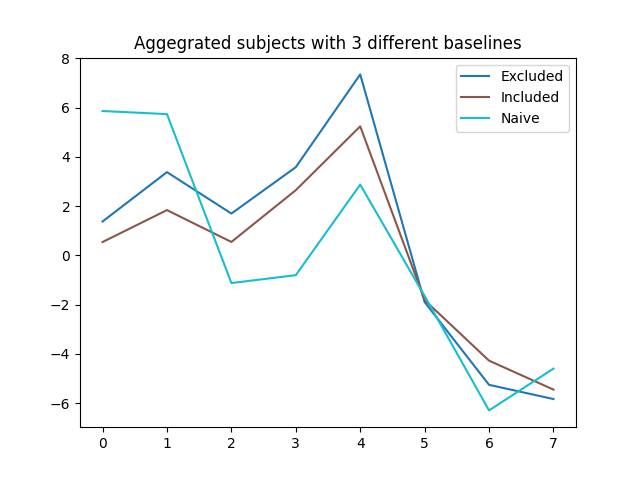 Aggegrated subjects with 3 different baselines
8
6
4
2
0
−2
−4
−6
Excluded
Included
Naive
0 1 2 3 4 5 6 7